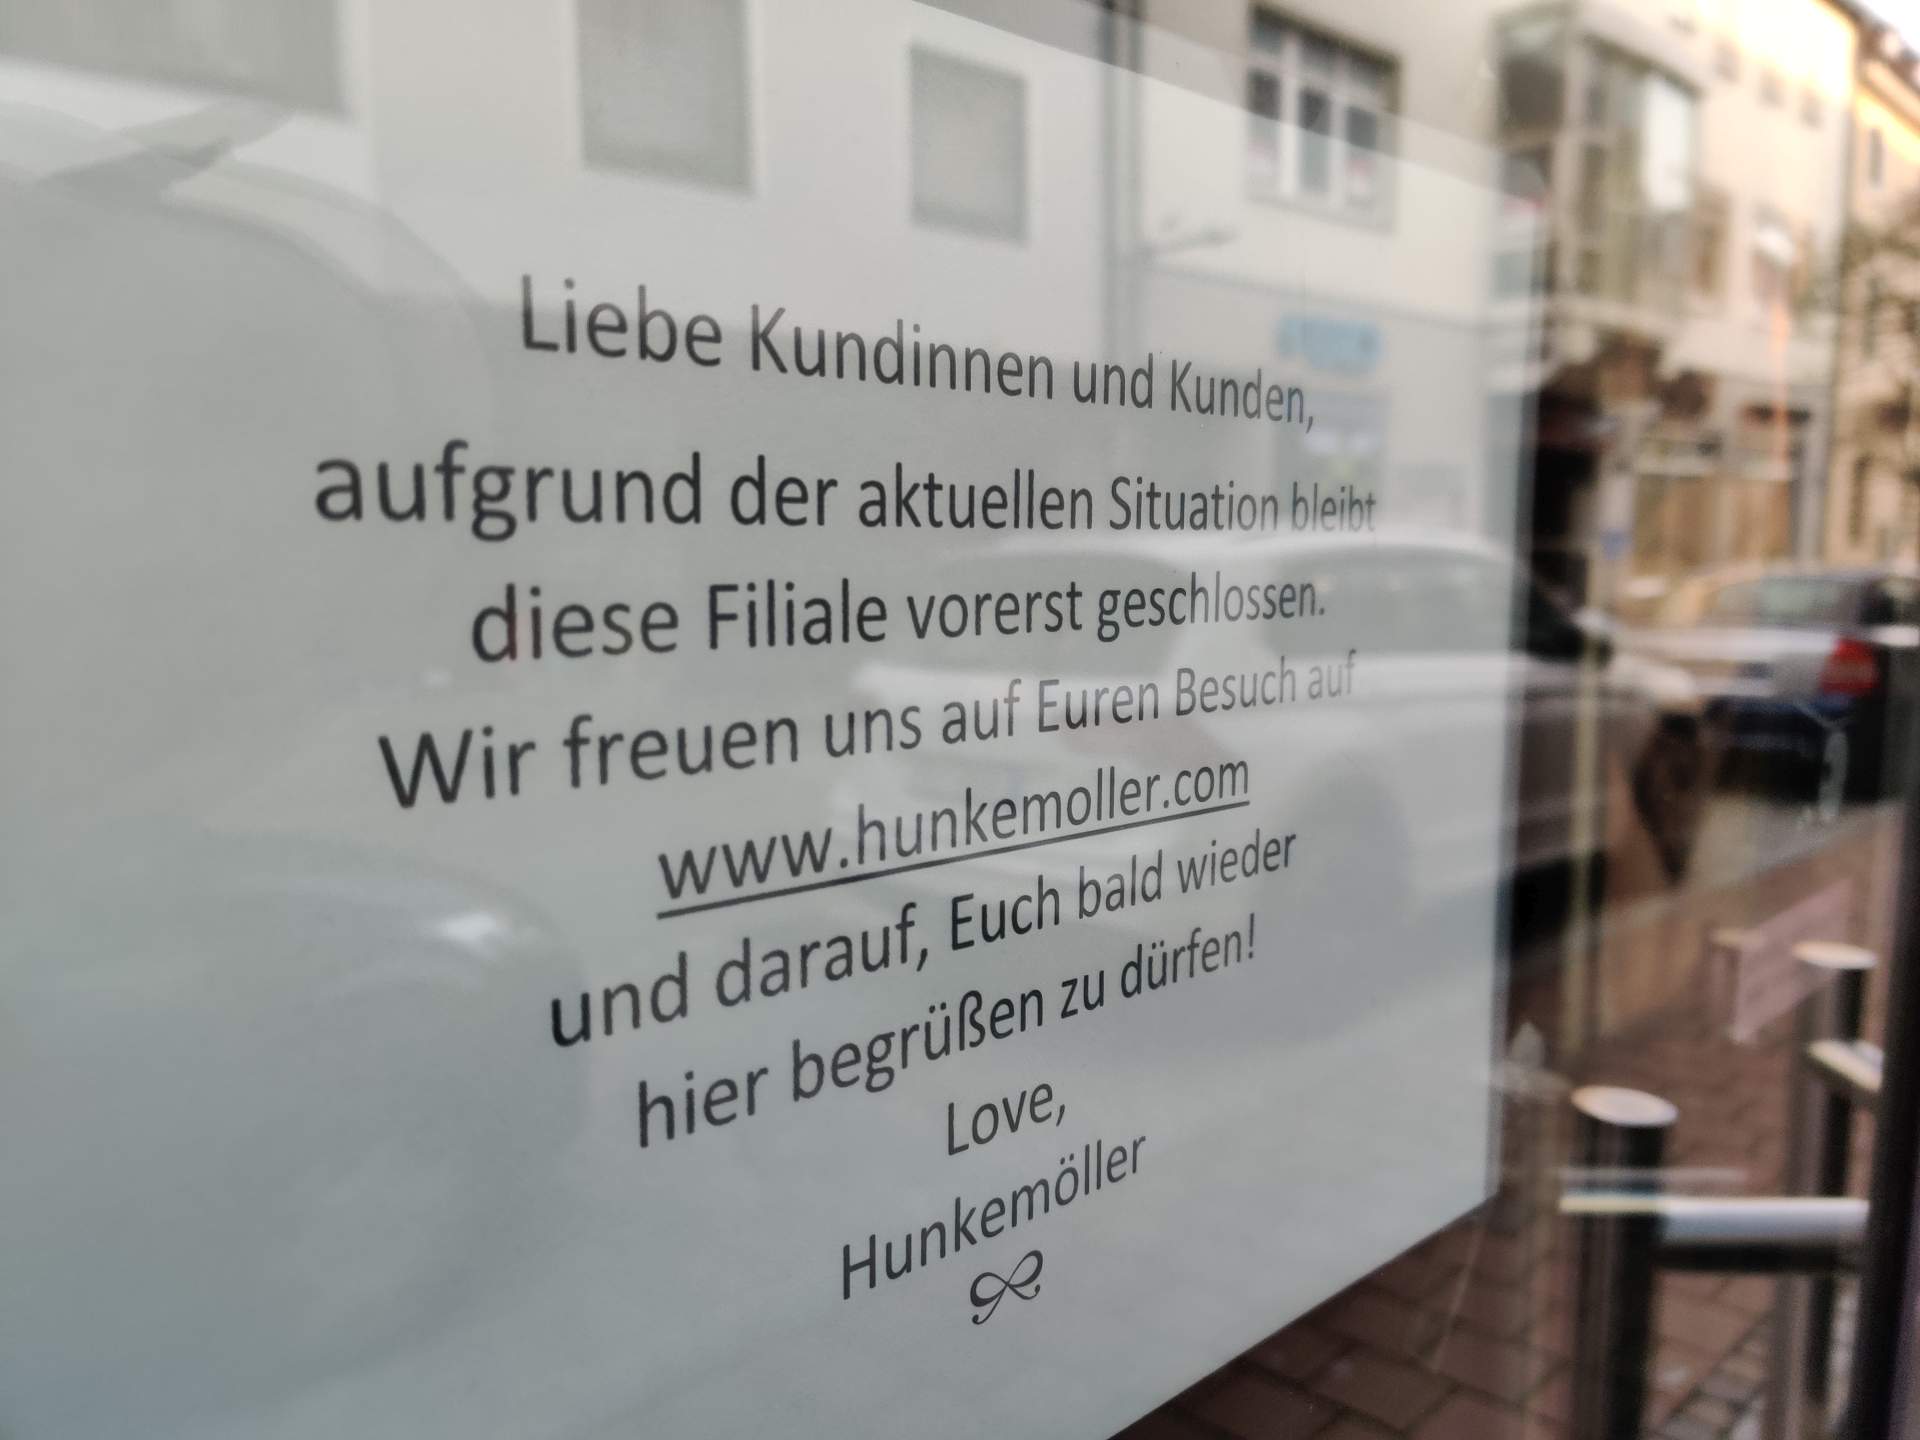 Liebe Kundinnen und Kunden,
aufgrund der aktuellen Situation bleibt
diese Filiale vorerst geschlossen.
Wir freuen uns auf Euren Besuch auf
www.hunkemoller.com
und darauf, Euch bald wieder
hier begrüßen zu dürfen!
Love,
Hunkemöller